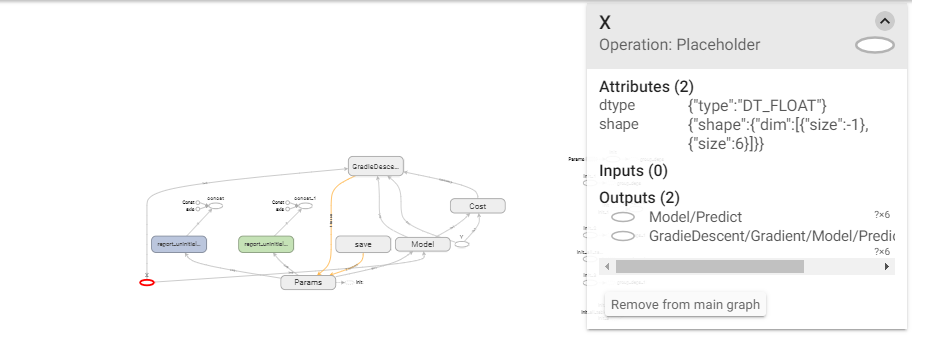 X
Operation: Placeholder
Attributes (2)
dtype {"type":"DT_FLOAT"}
shape {"shape":{"dim":[{"size":-1},
{"size":6}]}}
Inputs (0)
Outputs (2)
Model/Predict ?×6
GradieDescent/Gradient/Model/Predic
?×6
Remove from main graph
GradieDesce...
Const concat
axis
Const concat_1
axis
Cost
report_uninitial...
report_uninitial...
save
Model
Y
X
Params
init
Params